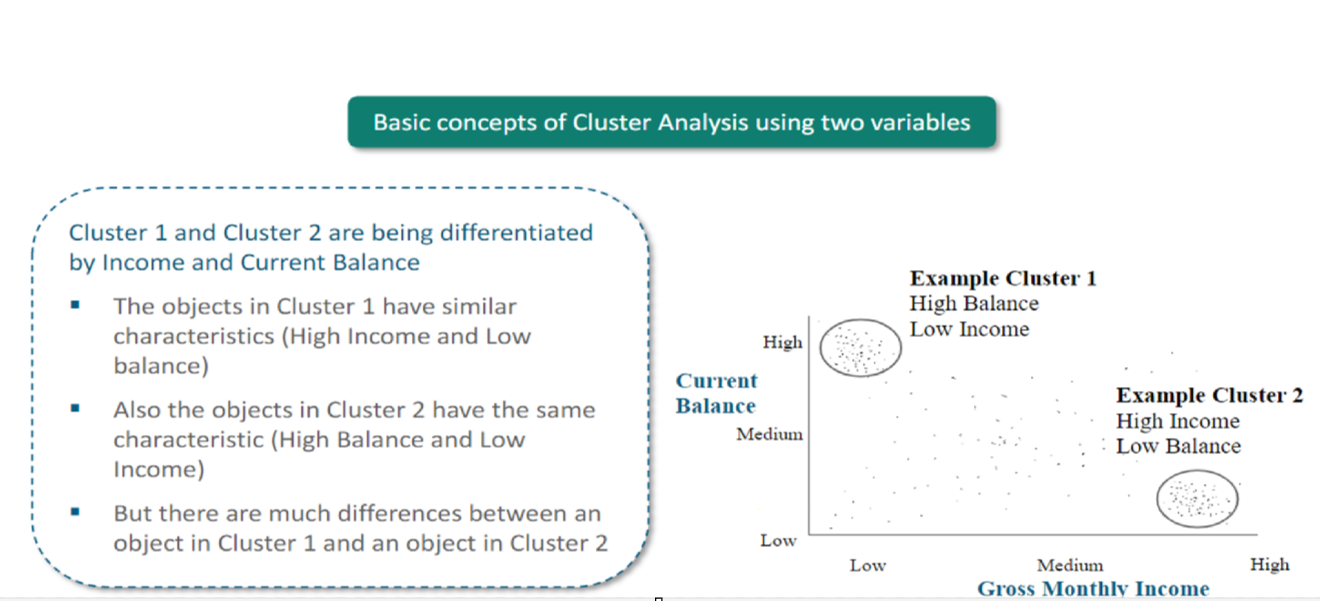 Basic concepts of Cluster Analysis using two variables
Cluster 1 and Cluster 2 are being differentiated
by Income and Current Balance
▪ The objects in Cluster 1 have similar
characteristics (High Income and Low
balance)
▪ Also the objects in Cluster 2 have the same
characteristic (High Balance and Low
Income)
▪ But there are much differences between an
object in Cluster 1 and an object in Cluster 2
Example Cluster 1
High Balance
Low Income
High
Current
Balance
Medium
Low
Example Cluster 2
High Income
Low Balance
Low
Medium
High
Gross Monthly Income